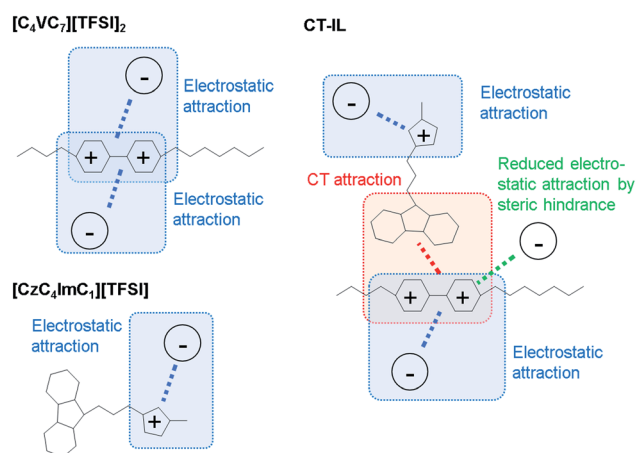 [C₄VC₇][TFSI]₂
-
Electrostatic
attraction
+ +
Electrostatic
attraction
-
[CzC₄ImC₁][TFSI]
Electrostatic
attraction
-
+
CT-IL
-
Electrostatic
attraction
+
CT attraction
Reduced electro-
static attraction by
steric hindrance
-
+ +
-
Electrostatic
attraction